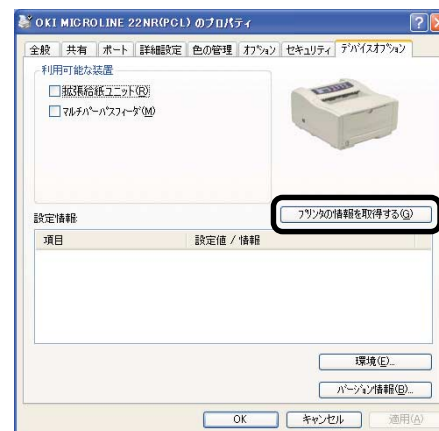 OKI MICROLINE 22NR(PCL) のプロパティ
全般 共有 ポート 詳細設定 色の管理 オプション セキュリティ デバイスオプション
利用可能な装置
拡張給紙ユニット(R)
マルチパーパスフィーダ(M)
プリンタの情報を取得する(G)
設定情報
項目 設定値 / 情報
環境(E)...
バージョン情報(B)...
OK キャンセル 適用(A)